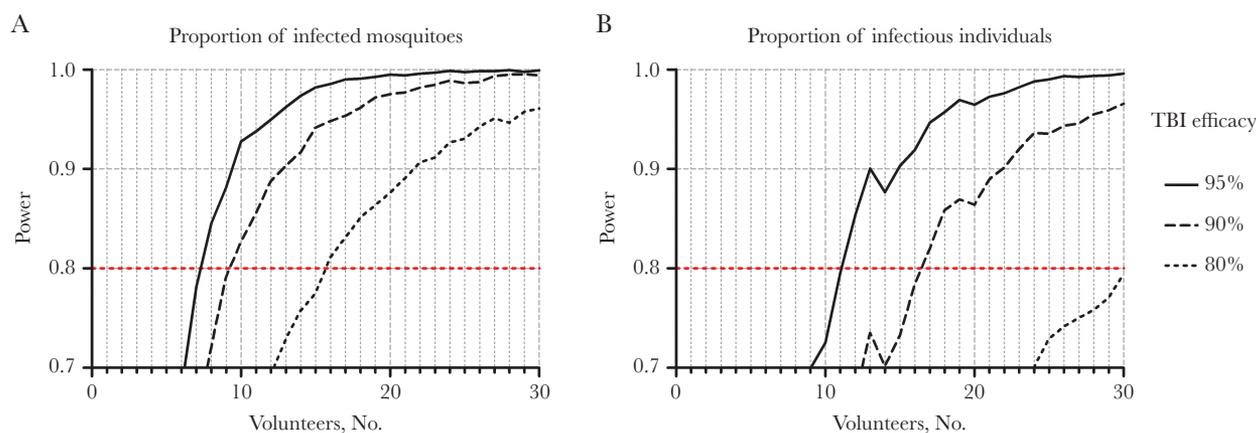 A
Proportion of infected mosquitoes
1.0
0.9
0.8
0.7
Power
0 10 20 30
Volunteers, No.
B
Proportion of infectious individuals
1.0
0.9
0.8
0.7
Power
0 10 20 30
Volunteers, No.
TBI efficacy
95%
90%
80%